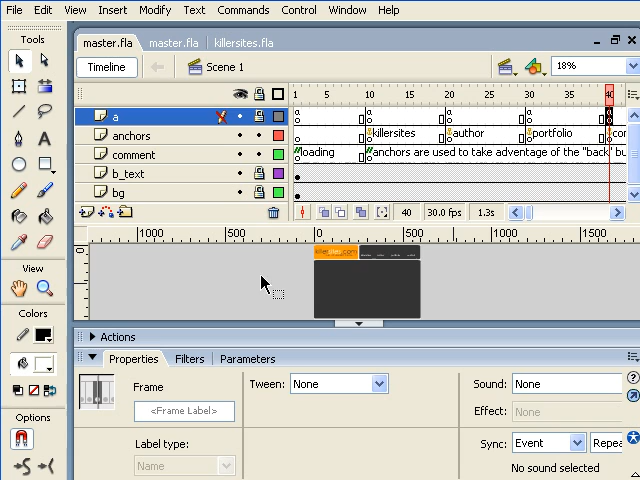 File Edit View Insert Modify Text Commands Control Window Help
Tools
master.fla master.fla killersites.fla
Timeline Scene 1 18%
1 5 10 15 20 25 30 35 40
a
anchors killersites author portfolio
comment loading anchors are used to take advantage of the "back" bu
b_text
bg
40 30.0 fps 1.3s
1000 500 0 500 1000 1500
0
View
Colors
Options
Actions
Properties Filters Parameters
Frame
<Frame Label>
Label type:
Name
Tween: None
Sound: None
Effect: None
Sync: Event Repea
No sound selected